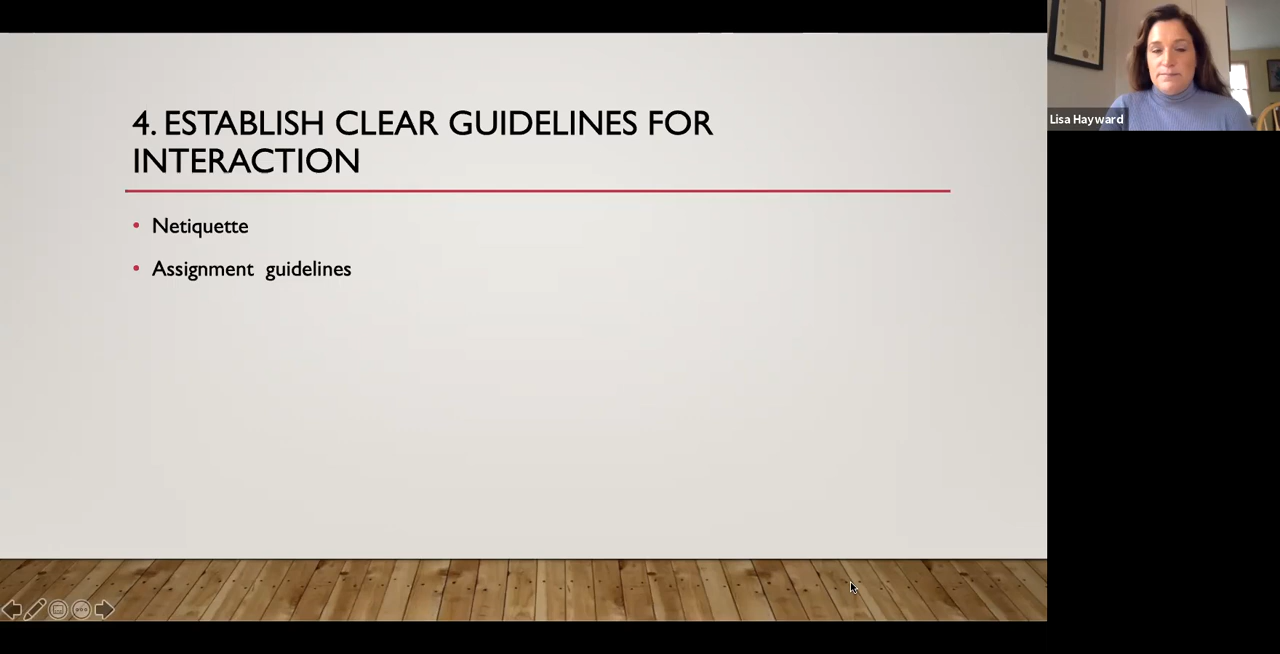 4. ESTABLISH CLEAR GUIDELINES FOR
INTERACTION
• Netiquette
• Assignment guidelines
Lisa Hayward